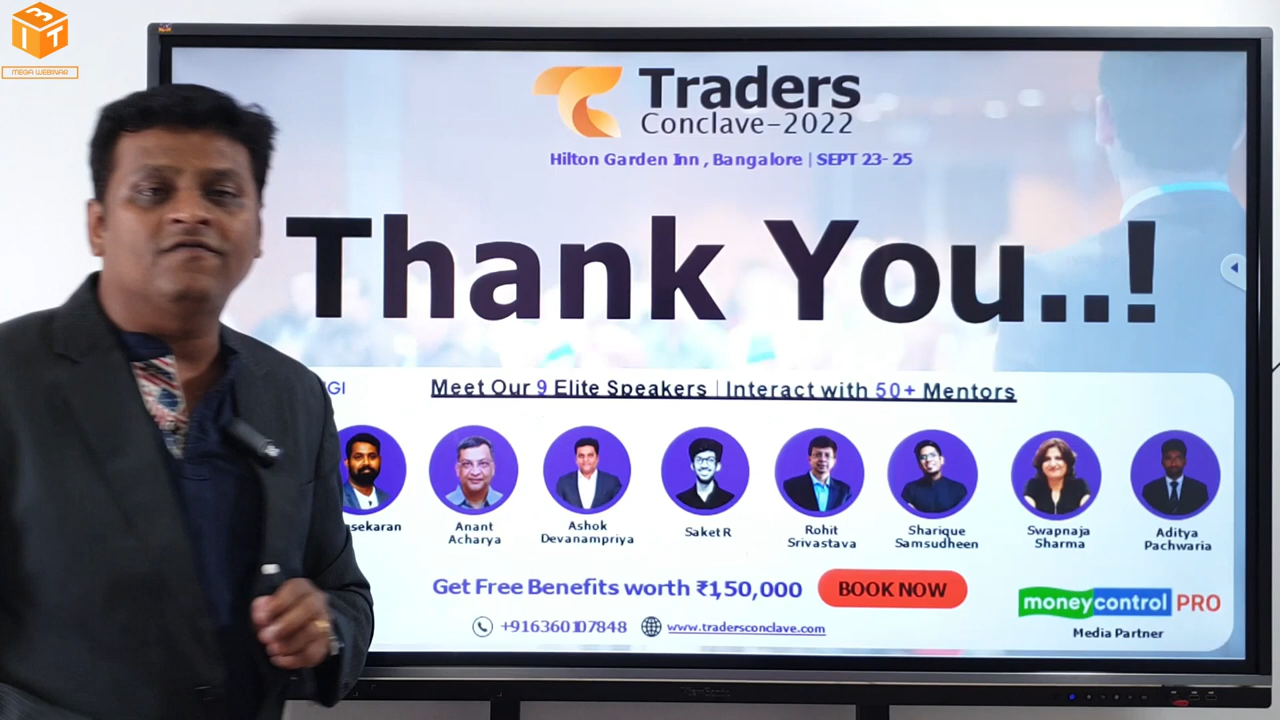 3
I T
MEGA WEBINAR
Traders
Conclave-2022
Hilton Garden Inn , Bangalore | SEPT 23- 25
Thank You..!
Meet Our 9 Elite Speakers | Interact with 50+ Mentors
Anant
Acharya
Ashok
Devanampriya
Saket R
Rohit
Srivastava
Sharique
Samsudheen
Swapnaja
Sharma
Aditya
Pachwaria
Get Free Benefits worth ₹1,50,000
BOOK NOW
moneycontrol PRO
Media Partner
+916360107848
www.tradersconclave.com